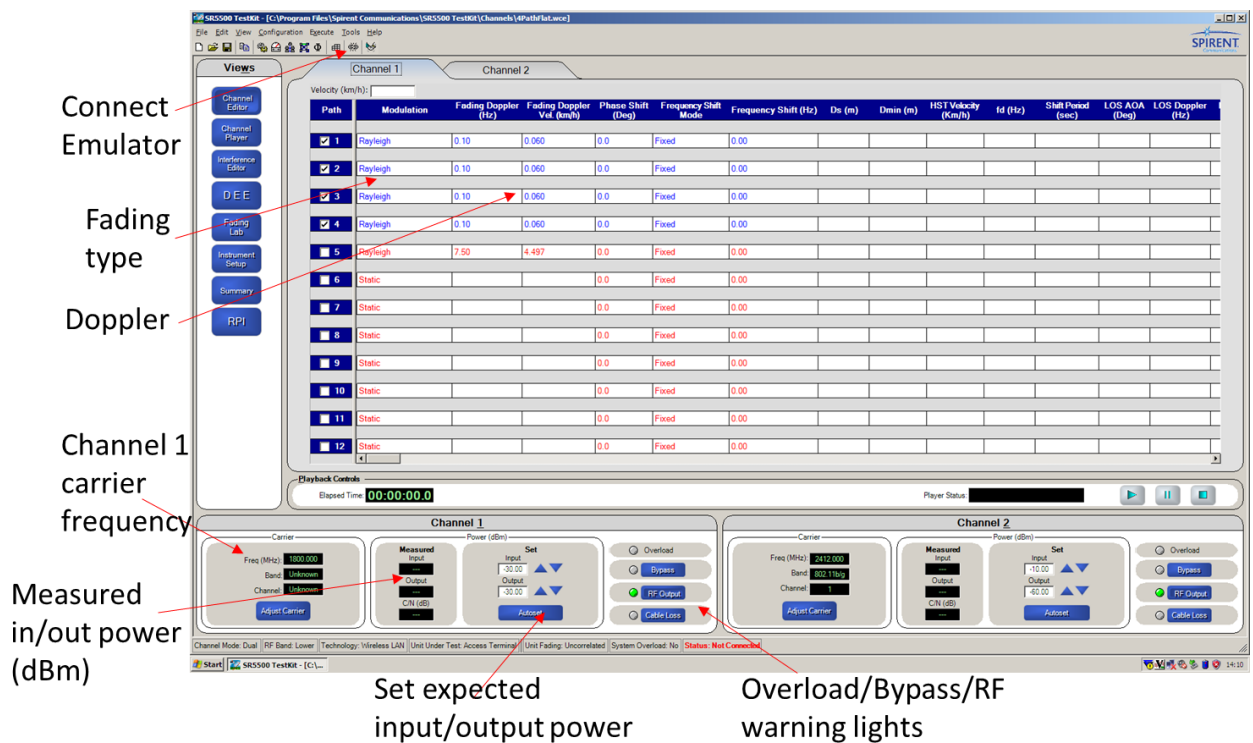 SR5500 TestKit - [C:\Program Files\Spirent Communications\SR5500 TestKit\Channels\4PathFlat.wce]
File Edit View Configuration Execute Tools Help
SPIRENT
Communications
Views
Channel Editor
Channel Player
Interference Editor
D E E
Fading Lab
Instrument Setup
Summary
RPI
Connect Emulator
Fading type
Doppler
Channel 1 carrier frequency
Measured in/out power (dBm)
Channel 1 Channel 2
Velocity (km/h):
Path Modulation Fading Doppler (Hz) Fading Doppler Vel. (km/h) Phase Shift (Deg) Frequency Shift Mode Frequency Shift (Hz) Ds (m) Dmin (m) HST Velocity (Km/h) fd (Hz) Shift Period (sec) LOS AOA (Deg) LOS Doppler (Hz)
1 Rayleigh 0.10 0.060 0.0 Fixed 0.00
2 Rayleigh 0.10 0.060 0.0 Fixed 0.00
3 Rayleigh 0.10 0.060 0.0 Fixed 0.00
4 Rayleigh 0.10 0.060 0.0 Fixed 0.00
5 Rayleigh 7.50 4.497 0.0 Fixed 0.00
6 Static 0.0 Fixed 0.00
7 Static 0.0 Fixed 0.00
8 Static 0.0 Fixed 0.00
9 Static 0.0 Fixed 0.00
10 Static 0.0 Fixed 0.00
11 Static 0.0 Fixed 0.00
12 Static 0.0 Fixed 0.00
Playback Controls
Elapsed Time: 00:00:00.0 Player Status:
Channel 1
Carrier
Freq (MHz): 1800.000
Band: Unknown
Channel: Unknown
Adjust Carrier
Power (dBm)
Measured
Input
---
Output
---
C/N (dB)
---
Set
Input
-30.00
Output
-30.00
Autoset
Overload
Bypass
RF Output
Cable Loss
Channel 2
Carrier
Freq (MHz): 2412.000
Band: 802.11b/g
Channel: 1
Adjust Carrier
Power (dBm)
Measured
Input
---
Output
---
C/N (dB)
---
Set
Input
-10.00
Output
-60.00
Autoset
Overload
Bypass
RF Output
Cable Loss
Channel Mode: Dual RF Band: Lower Technology: Wireless LAN Unit Under Test: Access Terminal Unit Fading: Uncorrelated System Overload: No Status: Not Connected
Start SR5500 TestKit - [C:\... 14:10
Set expected input/output power
Overload/Bypass/RF warning lights